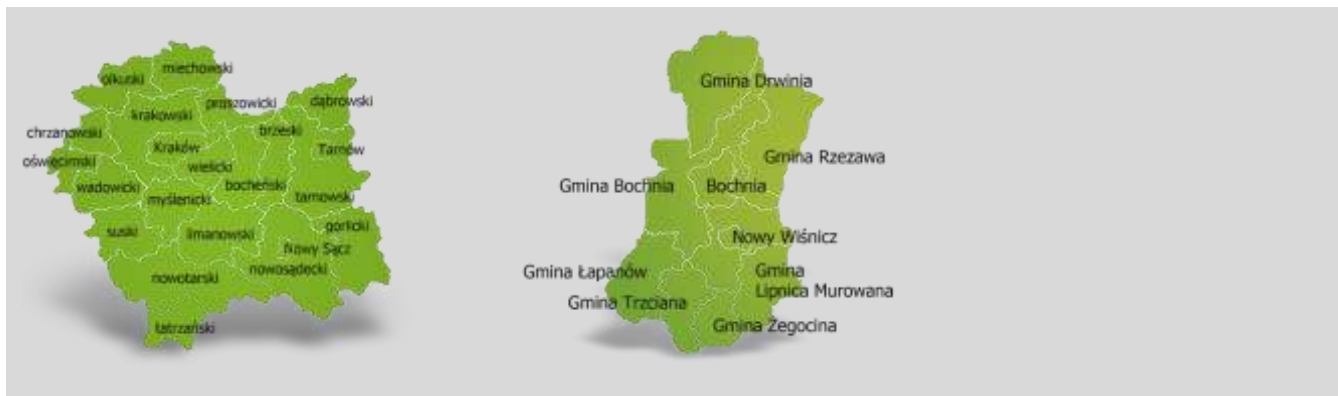 miechowski
olkuski
proszowicki
dąbrowski
krakowski
brzeski
chrzanowski
Kraków
Tarnów
oświęcimski
wielicki
wadowicki
bocheński
myślenicki
tarnowski
suski
limanowski
gorlicki
Nowy Sącz
nowotarski
nowosądecki
tatrzański
Gmina Drwinia
Gmina Rzezawa
Gmina Bochnia
Bochnia
Nowy Wiśnicz
Gmina Łapanów
Gmina
Lipnica Murowana
Gmina Trzciana
Gmina Żegocina